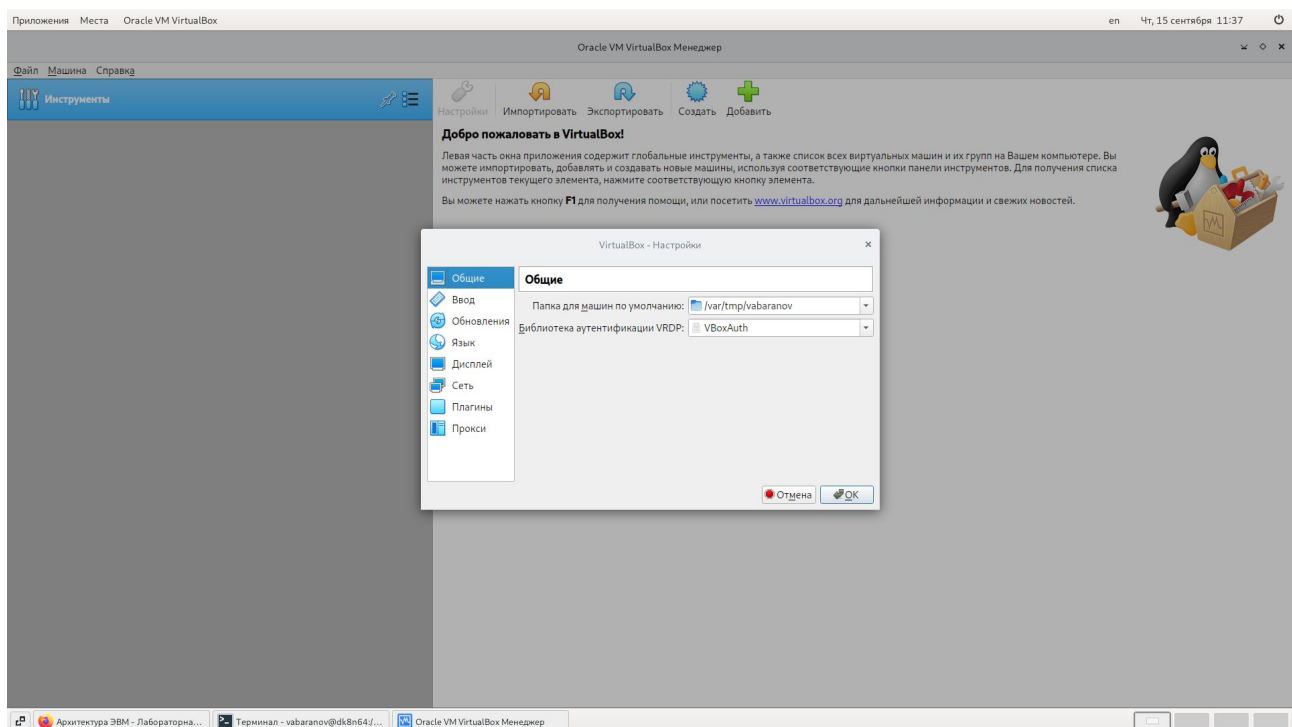 Приложения Места Oracle VM VirtualBox en Чт, 15 сентября 11:37
Oracle VM VirtualBox Менеджер
Файл Машина Справка
Инструменты
Настройки Импортировать Экспортировать Создать Добавить
Добро пожаловать в VirtualBox!
Левая часть окна приложения содержит глобальные инструменты, а также список всех виртуальных машин и их групп на Вашем компьютере. Вы
можете импортировать, добавлять и создавать новые машины, используя соответствующие кнопки панели инструментов. Для получения списка
инструментов текущего элемента, нажмите соответствующую кнопку элемента.
Вы можете нажать кнопку F1 для получения помощи, или посетить www.virtualbox.org для дальнейшей информации и свежих новостей.
VirtualBox - Настройки
Общие
Ввод
Обновления
Язык
Дисплей
Сеть
Плагины
Прокси
Общие
Папка для машин по умолчанию: /var/tmp/vabaranov
Библиотека аутентификации VRDP: VBoxAuth
Отмена OK
Архитектура ЭВМ - Лабораторна... Терминал - vabaranov@dk8n64:/... Oracle VM VirtualBox Менеджер